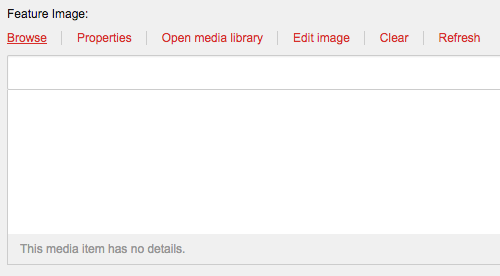 Feature Image:
Browse Properties Open media library Edit image Clear Refresh
This media item has no details.